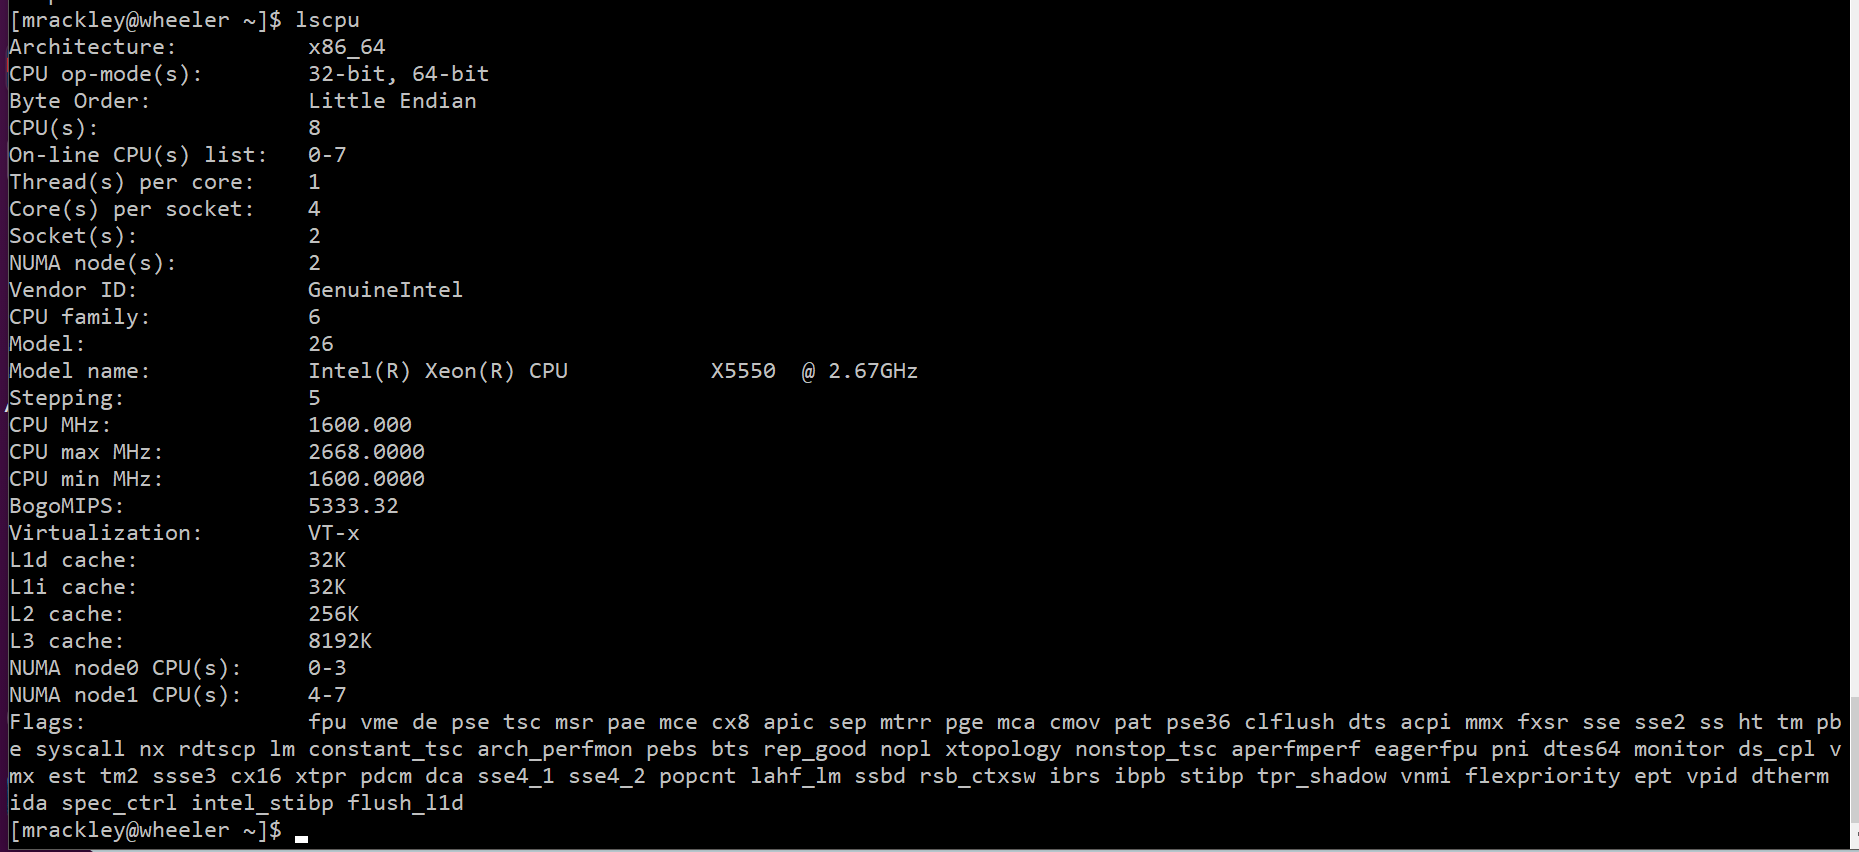 [mrackley@wheeler ~]$ lscpu
Architecture:          x86_64
CPU op-mode(s):        32-bit, 64-bit
Byte Order:            Little Endian
CPU(s):                8
On-line CPU(s) list:   0-7
Thread(s) per core:    1
Core(s) per socket:    4
Socket(s):             2
NUMA node(s):          2
Vendor ID:             GenuineIntel
CPU family:            6
Model:                 26
Model name:            Intel(R) Xeon(R) CPU           X5550  @ 2.67GHz
Stepping:              5
CPU MHz:               1600.000
CPU max MHz:           2668.0000
CPU min MHz:           1600.0000
BogoMIPS:              5333.32
Virtualization:        VT-x
L1d cache:             32K
L1i cache:             32K
L2 cache:              256K
L3 cache:              8192K
NUMA node0 CPU(s):     0-3
NUMA node1 CPU(s):     4-7
Flags:                 fpu vme de pse tsc msr pae mce cx8 apic sep mtrr pge mca cmov pat pse36 clflush dts acpi mmx fxsr sse sse2 ss ht tm pb
e syscall nx rdtscp lm constant_tsc arch_perfmon pebs bts rep_good nopl xtopology nonstop_tsc aperfmperf eagerfpu pni dtes64 monitor ds_cpl v
mx est tm2 ssse3 cx16 xtpr pdcm dca sse4_1 sse4_2 popcnt lahf_lm ssbd rsb_ctxsw ibrs ibpb stibp tpr_shadow vnmi flexpriority ept vpid dtherm
ida spec_ctrl intel_stibp flush_l1d
[mrackley@wheeler ~]$